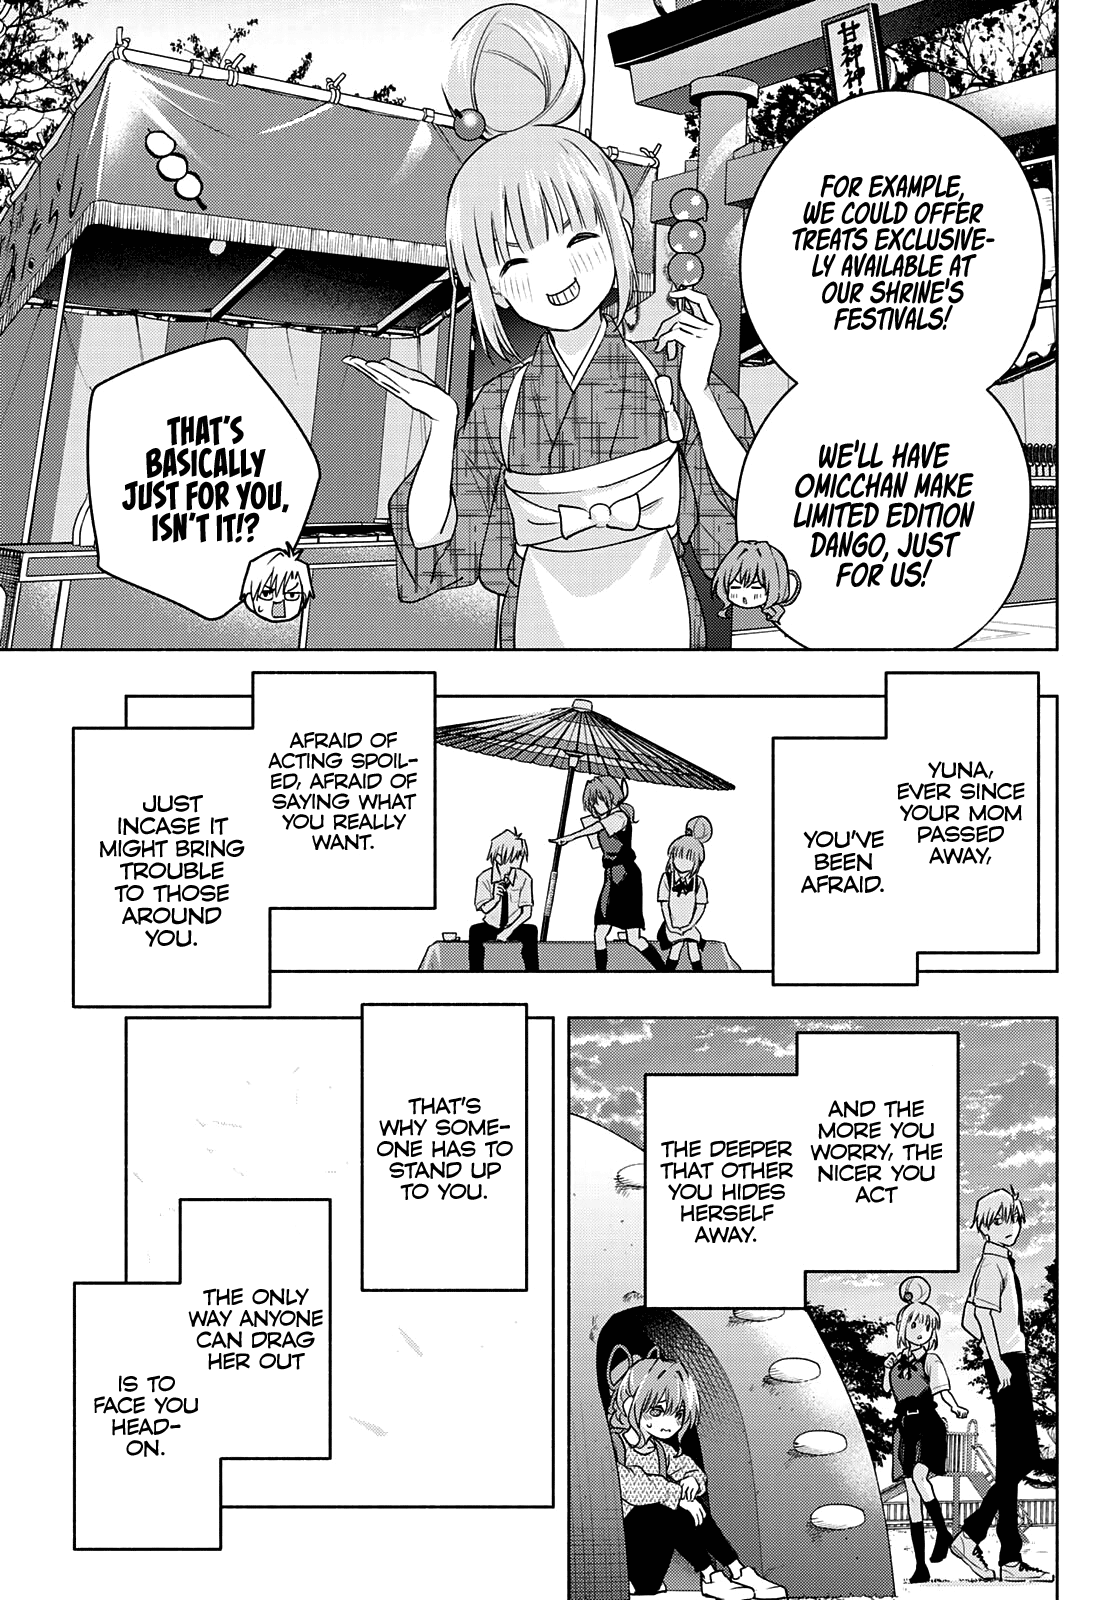 甘神神
FOR EXAMPLE,
WE COULD OFFER
TREATS EXCLUSIVE-
LY AVAILABLE AT
OUR SHRINE'S
FESTIVALS!
WE'LL HAVE
OMICCHAN MAKE
LIMITED EDITION
DANGO, JUST
FOR US!
THAT'S
BASICALLY
JUST FOR YOU,
ISN'T IT!?
YUNA,
EVER SINCE
YOUR MOM
PASSED
AWAY,
YOU'VE
BEEN
AFRAID.
AFRAID OF
ACTING SPOIL-
ED, AFRAID OF
SAYING WHAT
YOU REALLY
WANT.
JUST
INCASE IT
MIGHT BRING
TROUBLE
TO THOSE
AROUND
YOU.
AND THE
MORE YOU
WORRY, THE
NICER YOU
ACT
THE DEEPER
THAT OTHER
YOU HIDES
HERSELF
AWAY.
THAT'S
WHY SOME-
ONE HAS TO
STAND UP
TO YOU.
THE ONLY
WAY ANYONE
CAN DRAG
HER OUT
IS TO
FACE YOU
HEAD-
ON.